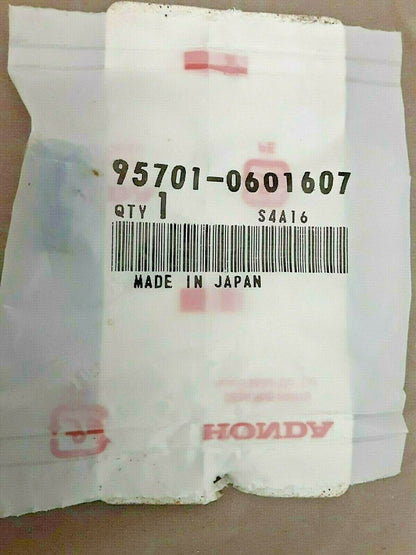 95701-0601607
QTY 1 S4A16
MADE IN JAPAN
HONDA